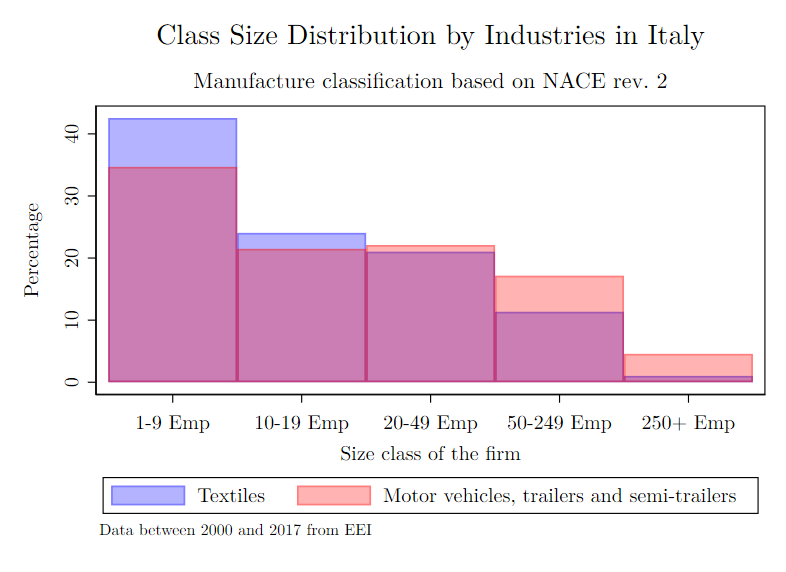 Class Size Distribution by Industries in Italy
Manufacture classification based on NACE rev. 2
Percentage
40
30
20
10
0
1-9 Emp 10-19 Emp 20-49 Emp 50-249 Emp 250+ Emp
Size class of the firm
Textiles Motor vehicles, trailers and semi-trailers
Data between 2000 and 2017 from EEI